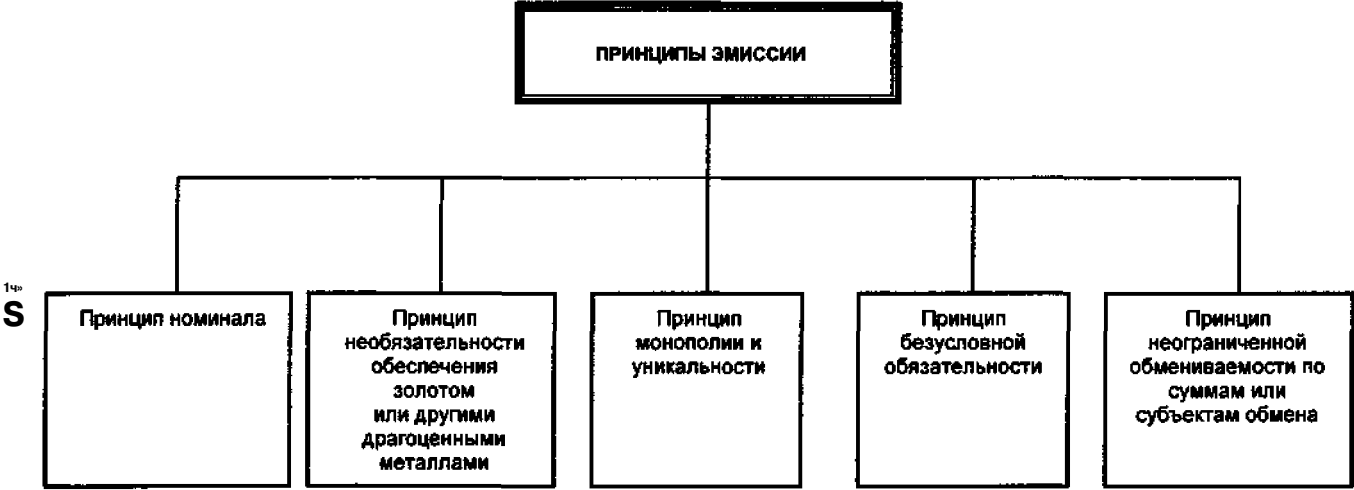 ПРИНЦИПЫ ЭМИССИИ
1ч»
S
Принцип номинала
Принцип
необязательности
обеспечения
золотом
или другими
драгоценными
металлами
Принцип
монополии и
уникальности
Принцип
безусловной
обязательности
Принцип
неограниченной
обмениваемости по
суммам или
субъектам обмена